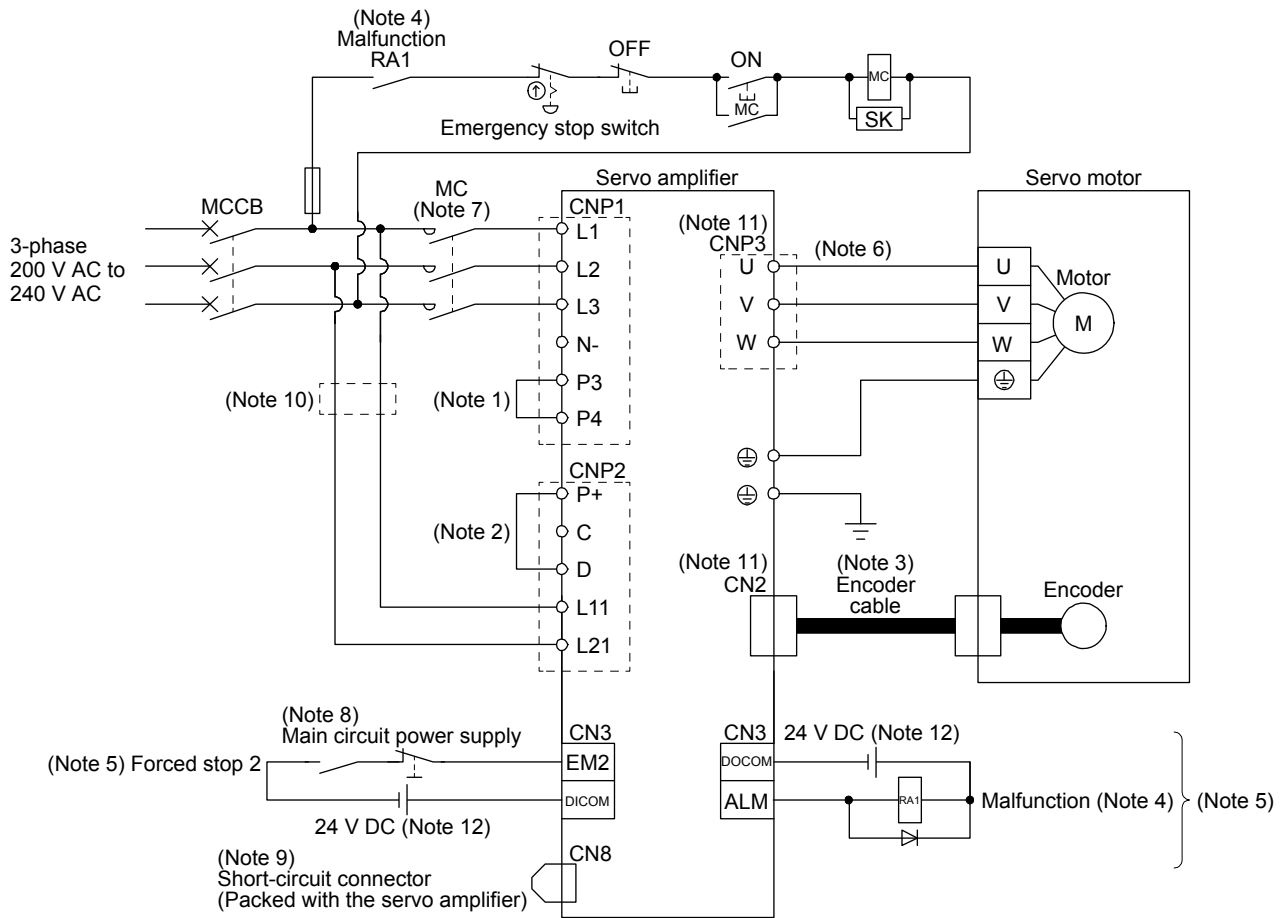 (Note 4)
Malfunction
RA1
OFF
ON
MC
MC
SK
Emergency stop switch
Servo amplifier
Servo motor
MCCB
MC
(Note 7)
CNP1
(Note 11)
CNP3
(Note 6)
3-phase
200 V AC to
240 V AC
L1
L2
L3
N-
P3
P4
U
V
W
U
V
W
Motor
M
(Note 10)
(Note 1)
CNP2
P+
C
D
L11
L21
(Note 2)
(Note 11)
CN2
(Note 3)
Encoder
cable
Encoder
(Note 8)
Main circuit power supply
(Note 5) Forced stop 2
24 V DC (Note 12)
CN3
EM2
DICOM
CN3
DOCOM
ALM
24 V DC (Note 12)
RA1
Malfunction (Note 4)
(Note 5)
(Note 9)
Short-circuit connector
(Packed with the servo amplifier)
CN8